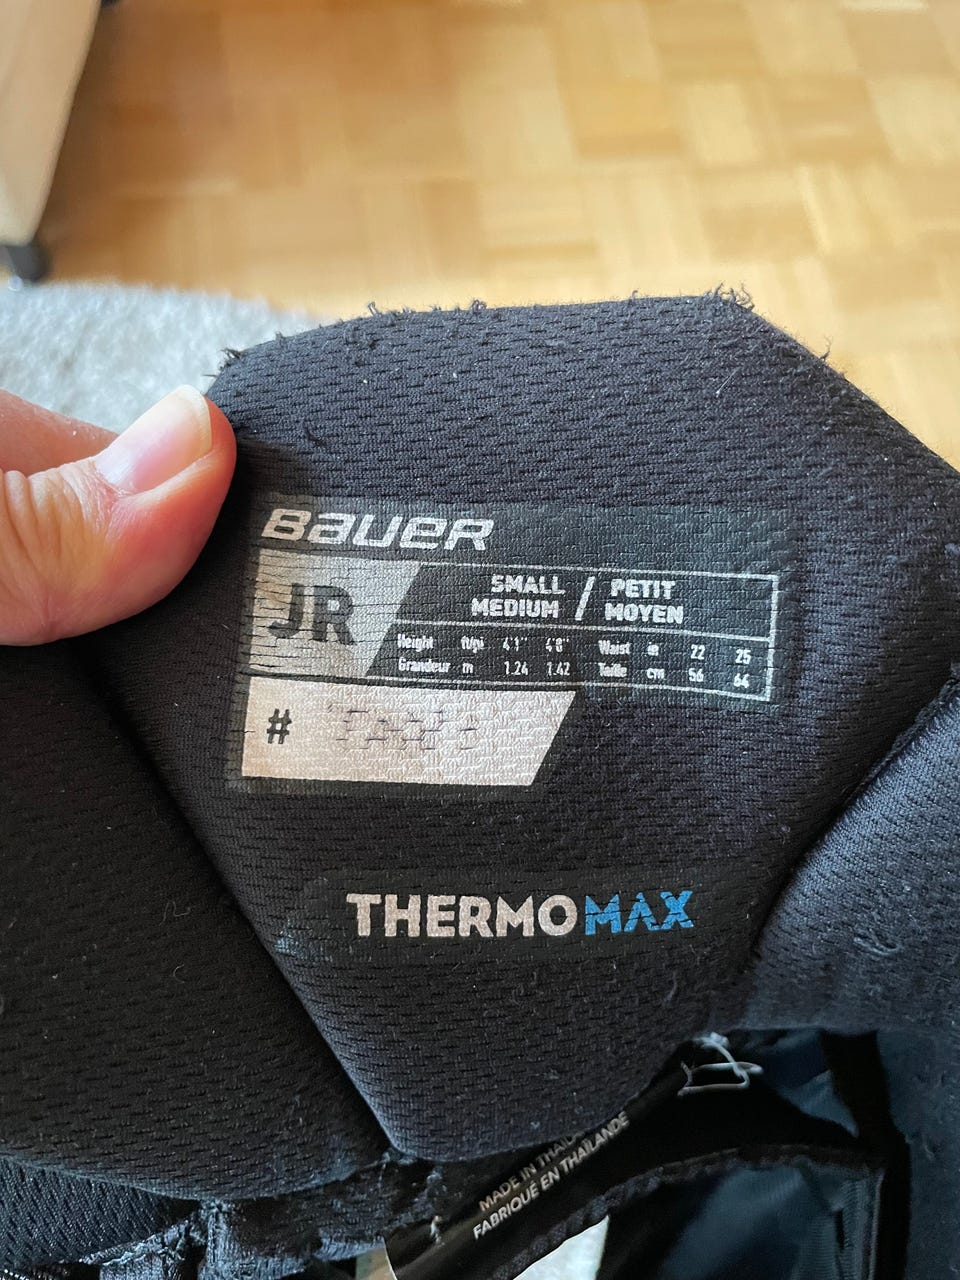 BAUER
JR
SMALL / PETIT
MEDIUM / MOYEN
Height ft/pi 4'1" 4'8" Waist in 22 25
Grandeur m 1.24 1.42 Taille cm 56 64
#
THERMOMAX
MADE IN
FABRIQUÉ EN THAÏLANDE